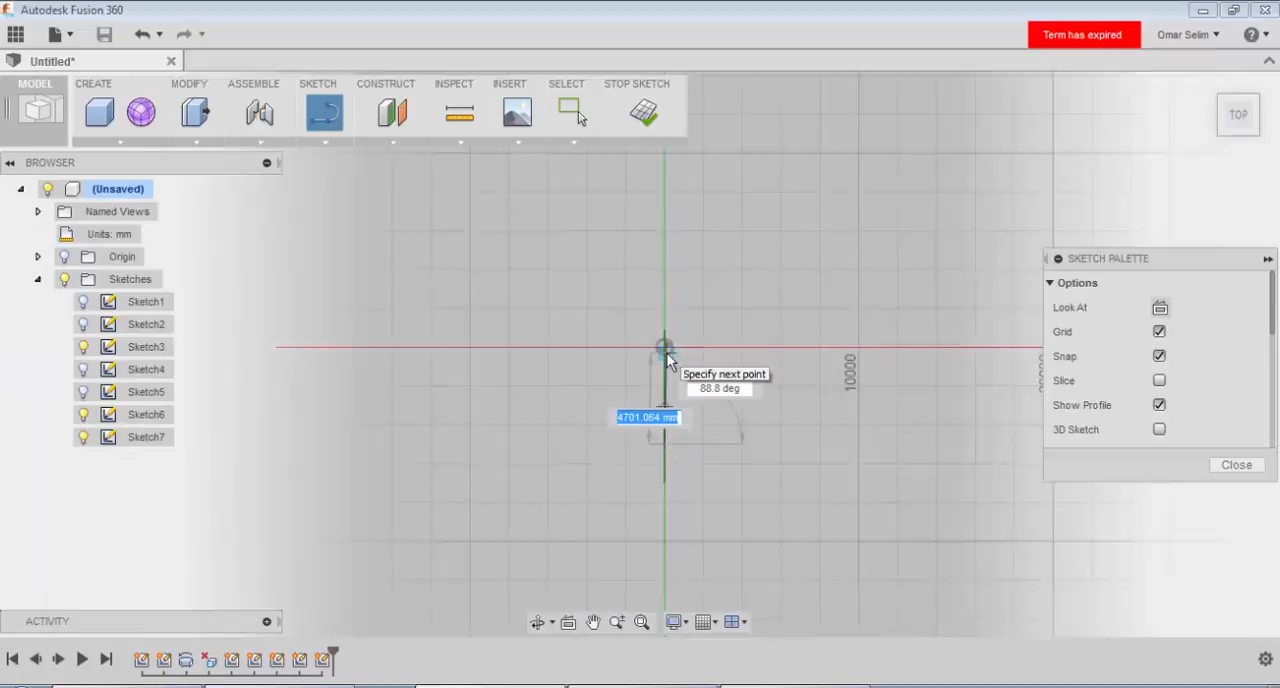 Autodesk Fusion 360
Term has expired
Omar Selim
Untitled*
MODEL
CREATE
MODIFY
ASSEMBLE
SKETCH
CONSTRUCT
INSPECT
INSERT
SELECT
STOP SKETCH
TOP
BROWSER
(Unsaved)
Named Views
Units: mm
Origin
Sketches
Sketch1
Sketch2
Sketch3
Sketch4
Sketch5
Sketch6
Sketch7
Specify next point
88.8 deg
4701.064 mm
10000
SKETCH PALETTE
Options
Look At
Grid
Snap
Slice
Show Profile
3D Sketch
Close
ACTIVITY